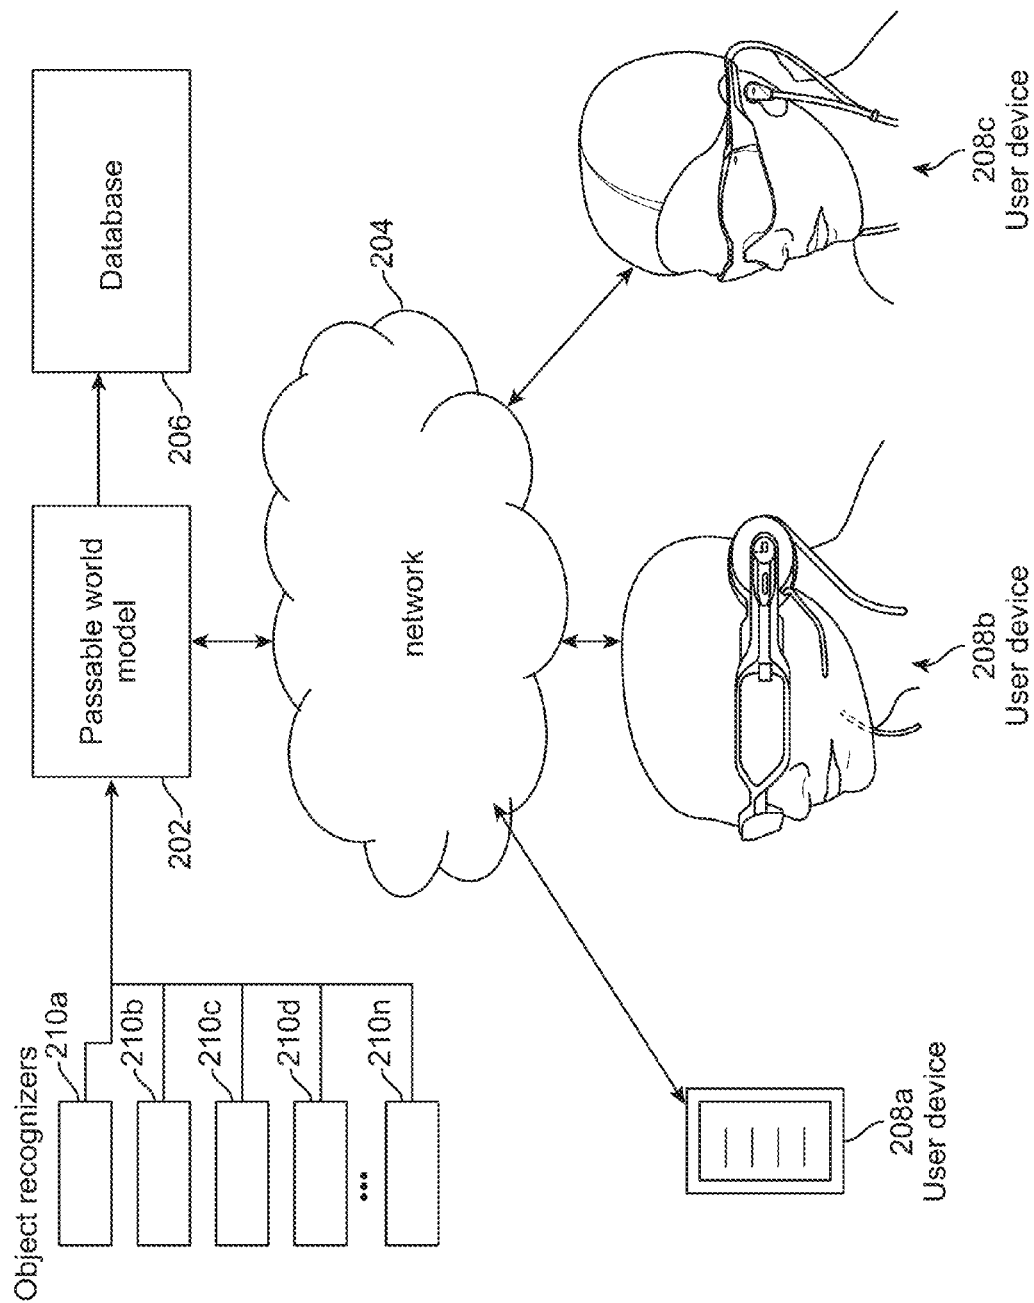 Object recognizers
210a
210b
210c
210d
...
210n
Passable world
model
202
Database
206
network
204
208a
User device
208b
User device
208c
User device